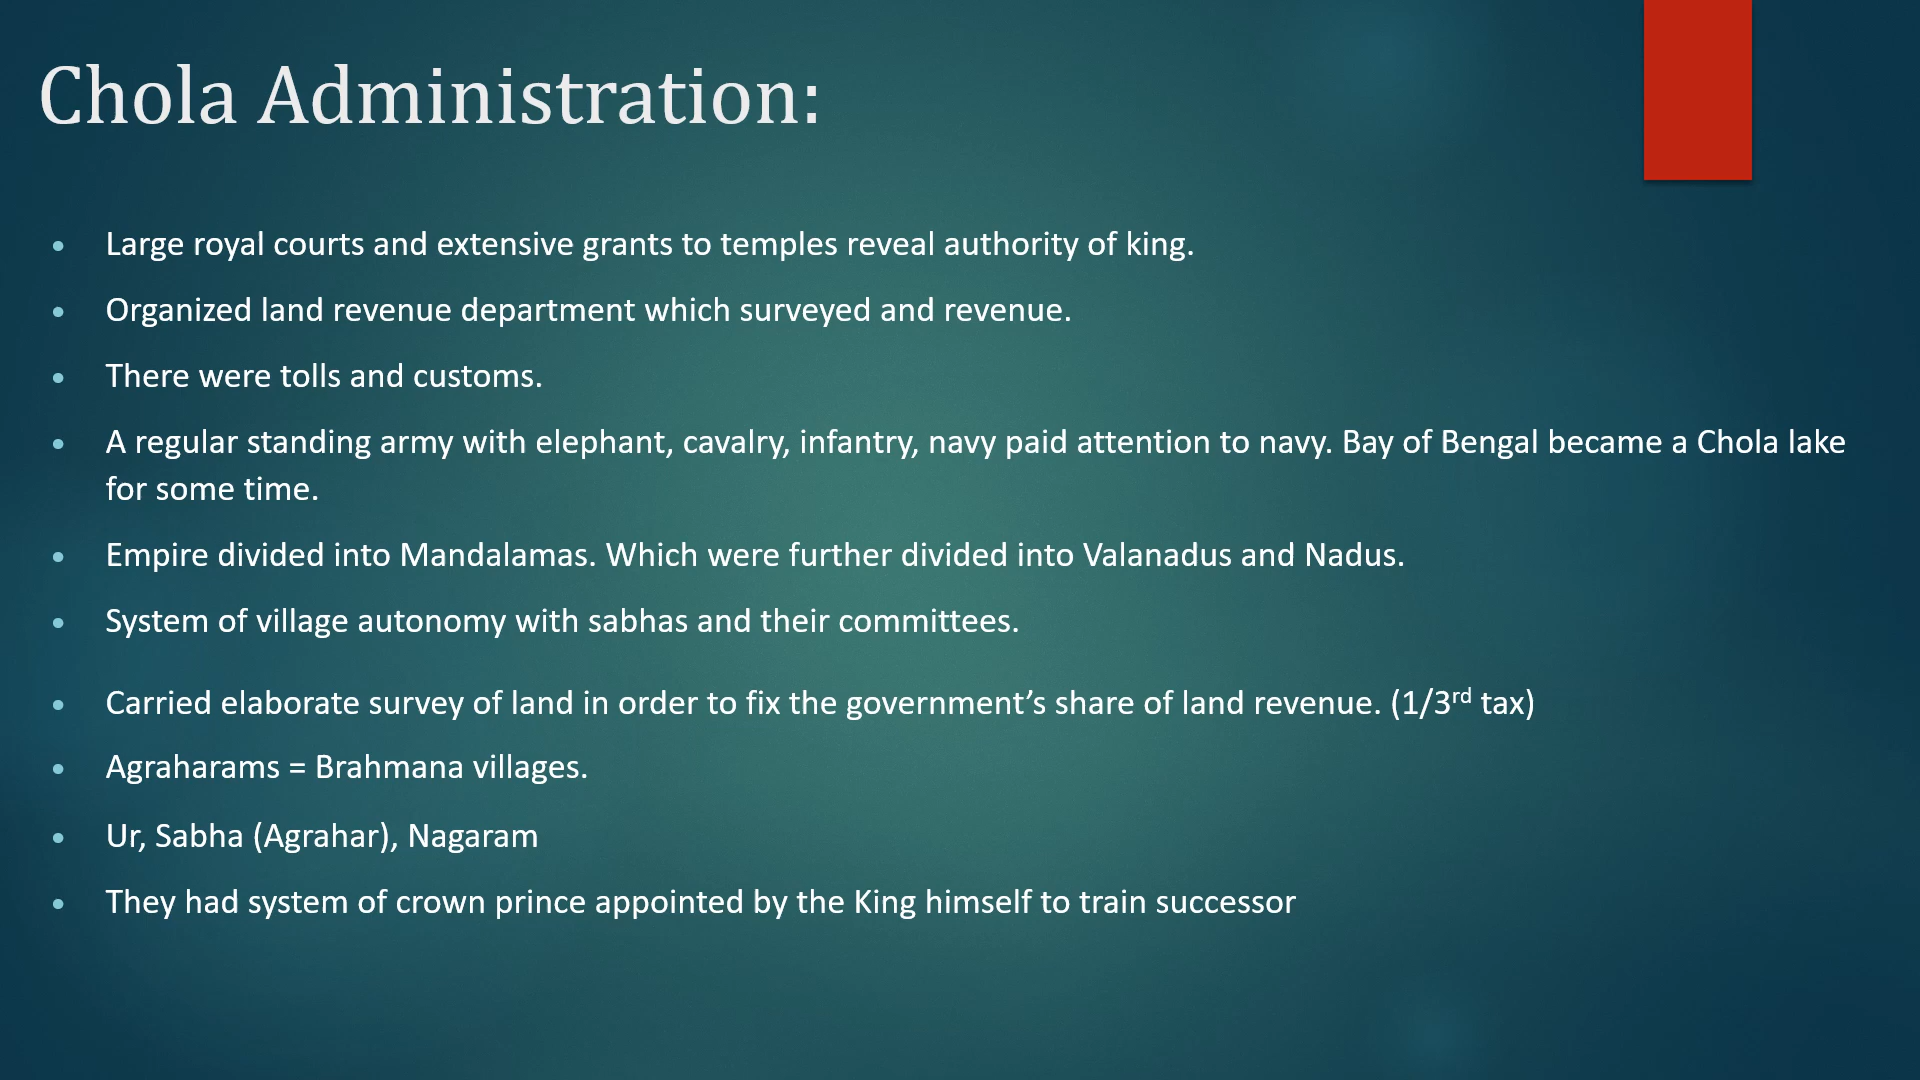 Chola Administration:
• Large royal courts and extensive grants to temples reveal authority of king.
• Organized land revenue department which surveyed and revenue.
• There were tolls and customs.
• A regular standing army with elephant, cavalry, infantry, navy paid attention to navy. Bay of Bengal became a Chola lake
for some time.
• Empire divided into Mandalamas. Which were further divided into Valanadus and Nadus.
• System of village autonomy with sabhas and their committees.
• Carried elaborate survey of land in order to fix the government’s share of land revenue. (1/3rd tax)
• Agraharams = Brahmana villages.
• Ur, Sabha (Agrahar), Nagaram
• They had system of crown prince appointed by the King himself to train successor